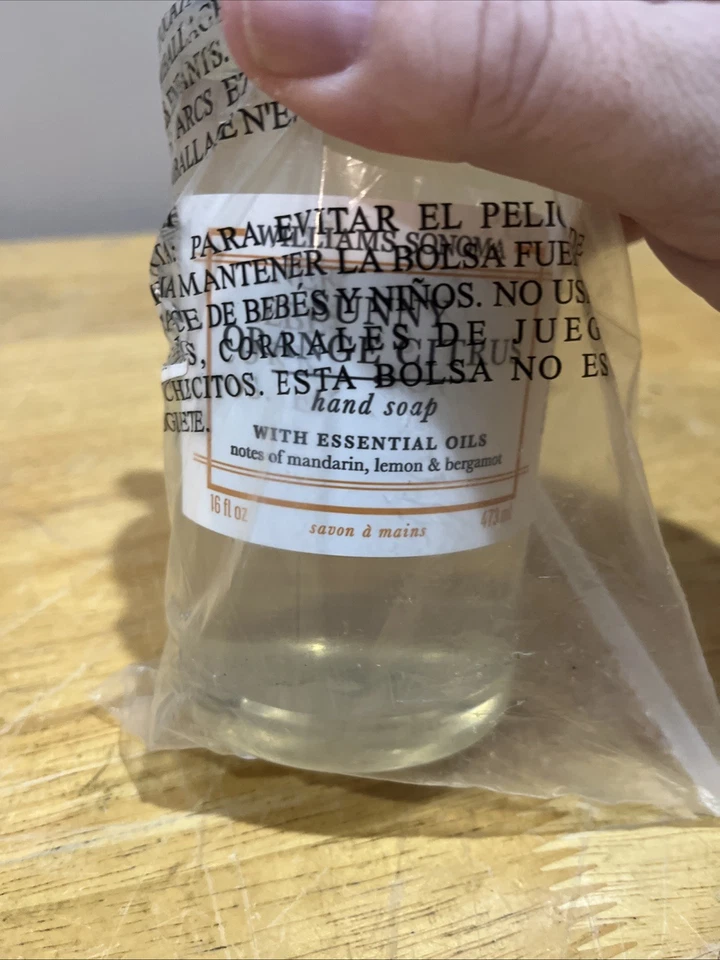 ARCS ET
N'E
PARA EVITAR EL
MANTENER LA BOLSA FUE
DE BEBÉS Y NIÑOS. NO US
CORRALES DE JUEG
ESTA BOLSA NO ES
WILLIAMS SONOMA
SUNNY
ORANGE CITRUS
hand soap
WITH ESSENTIAL OILS
notes of mandarin, lemon & bergamot
16 fl oz
473 ml
savon à mains